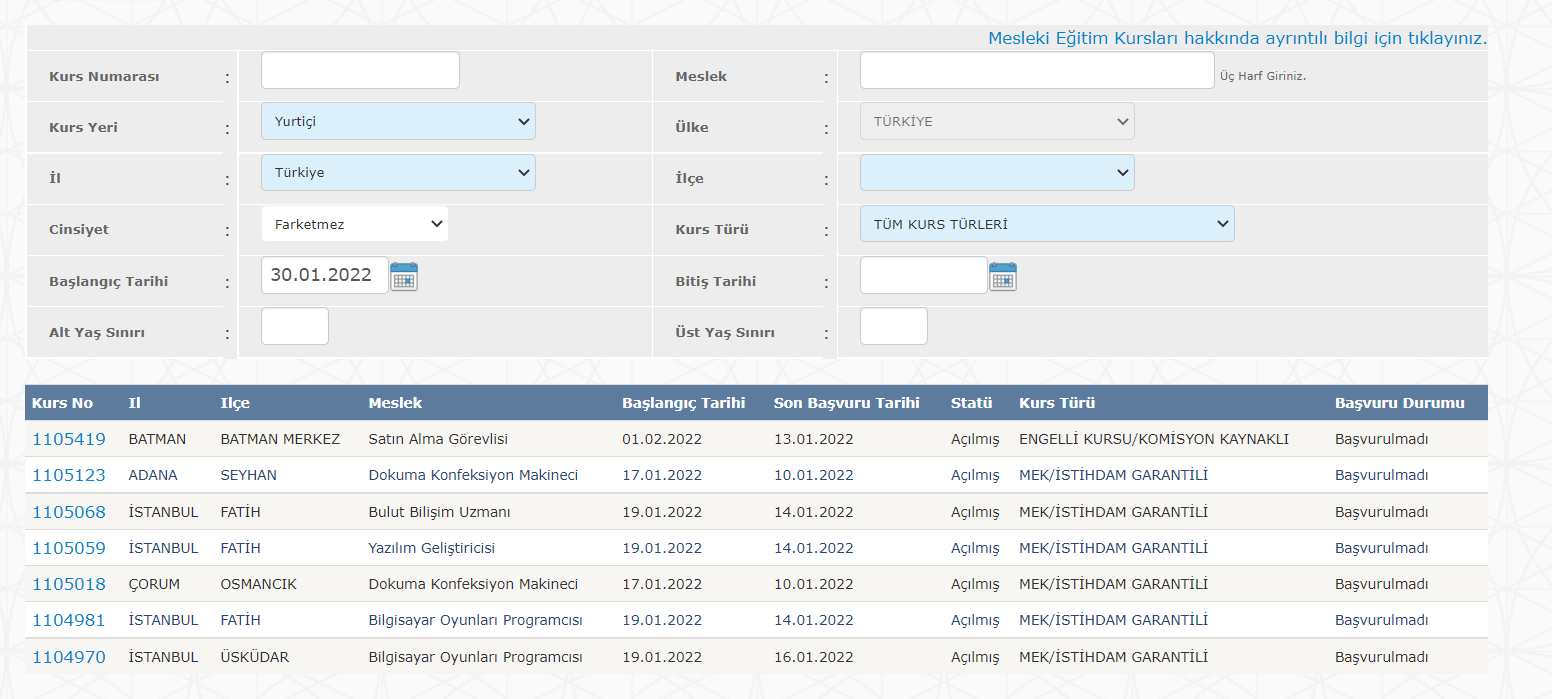 Mesleki Eğitim Kursları hakkında ayrıntılı bilgi için tıklayınız.
Kurs Numarası : Meslek : Üç Harf Giriniz.
Kurs Yeri : Yurtiçi Ülke : TÜRKİYE
İl : Türkiye İlçe :
Cinsiyet : Farketmez Kurs Türü : TÜM KURS TÜRLERİ
Başlangıç Tarihi : 30.01.2022 Bitiş Tarihi :
Alt Yaş Sınırı : Üst Yaş Sınırı :
Kurs No Il Ilçe Meslek Başlangıç Tarihi Son Başvuru Tarihi Statü Kurs Türü Başvuru Durumu
1105419 BATMAN BATMAN MERKEZ Satın Alma Görevlisi 01.02.2022 13.01.2022 Açılmış ENGELLİ KURSU/KOMİSYON KAYNAKLI Başvurulmadı
1105123 ADANA SEYHAN Dokuma Konfeksiyon Makineci 17.01.2022 10.01.2022 Açılmış MEK/İSTİHDAM GARANTİLİ Başvurulmadı
1105068 İSTANBUL FATİH Bulut Bilişim Uzmanı 19.01.2022 14.01.2022 Açılmış MEK/İSTİHDAM GARANTİLİ Başvurulmadı
1105059 İSTANBUL FATİH Yazılım Geliştiricisi 19.01.2022 14.01.2022 Açılmış MEK/İSTİHDAM GARANTİLİ Başvurulmadı
1105018 ÇORUM OSMANCIK Dokuma Konfeksiyon Makineci 17.01.2022 10.01.2022 Açılmış MEK/İSTİHDAM GARANTİLİ Başvurulmadı
1104981 İSTANBUL FATİH Bilgisayar Oyunları Programcısı 19.01.2022 14.01.2022 Açılmış MEK/İSTİHDAM GARANTİLİ Başvurulmadı
1104970 İSTANBUL ÜSKÜDAR Bilgisayar Oyunları Programcısı 19.01.2022 16.01.2022 Açılmış MEK/İSTİHDAM GARANTİLİ Başvurulmadı